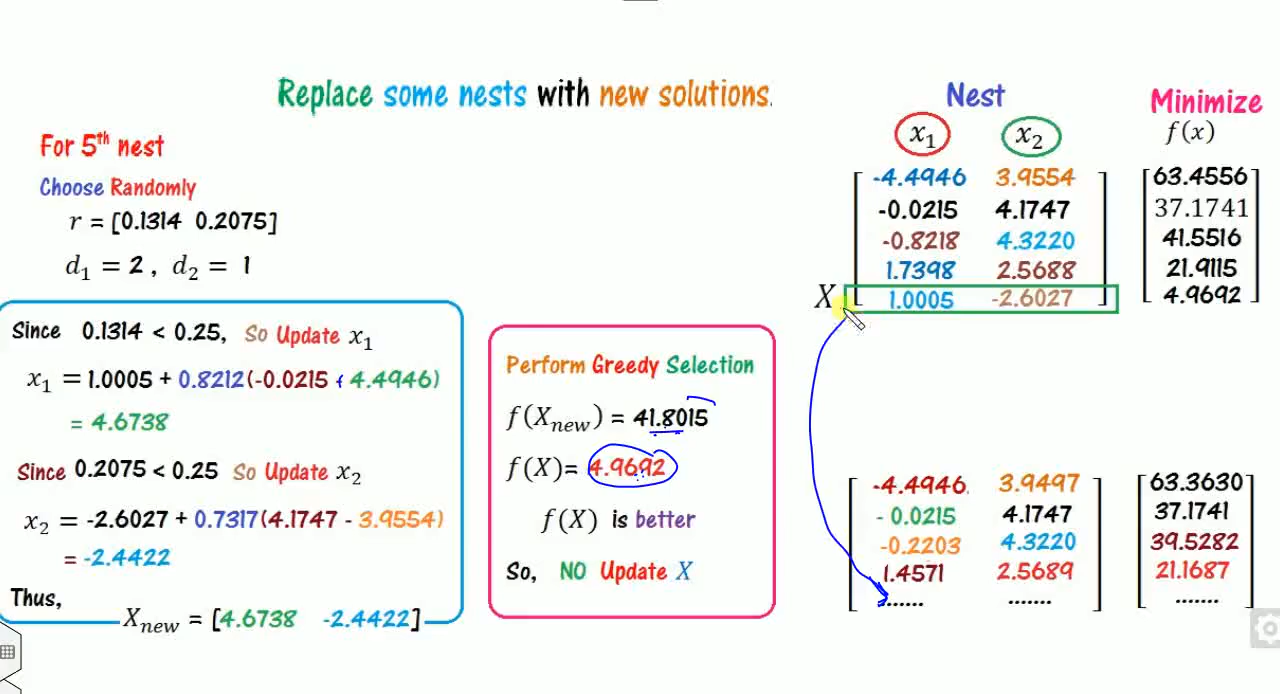 Replace some nests with new solutions.
For 5th nest
Choose Randomly
r = [0.1314 0.2075]
d₁ = 2 , d₂ = 1
Since 0.1314 < 0.25, So Update x₁
x₁ = 1.0005 + 0.8212(-0.0215 + 4.4946)
= 4.6738
Since 0.2075 < 0.25 So Update x₂
x₂ = -2.6027 + 0.7317(4.1747 - 3.9554)
= -2.4422
Thus,
Xnew = [4.6738 -2.4422]
Perform Greedy Selection
f(Xnew) = 41.8015
f(X)= 4.9692
f(X) is better
So, NO Update X
Nest
Minimize
x₁ x₂ f(x)
-4.4946 3.9554 63.4556
-0.0215 4.1747 37.1741
-0.8218 4.3220 41.5516
1.7398 2.5688 21.9115
X 1.0005 -2.6027 4.9692
-4.4946. 3.9497 63.3630
- 0.0215 4.1747 37.1741
-0.2203 4.3220 39.5282
1.4571 2.5689 21.1687
...... ....... .......